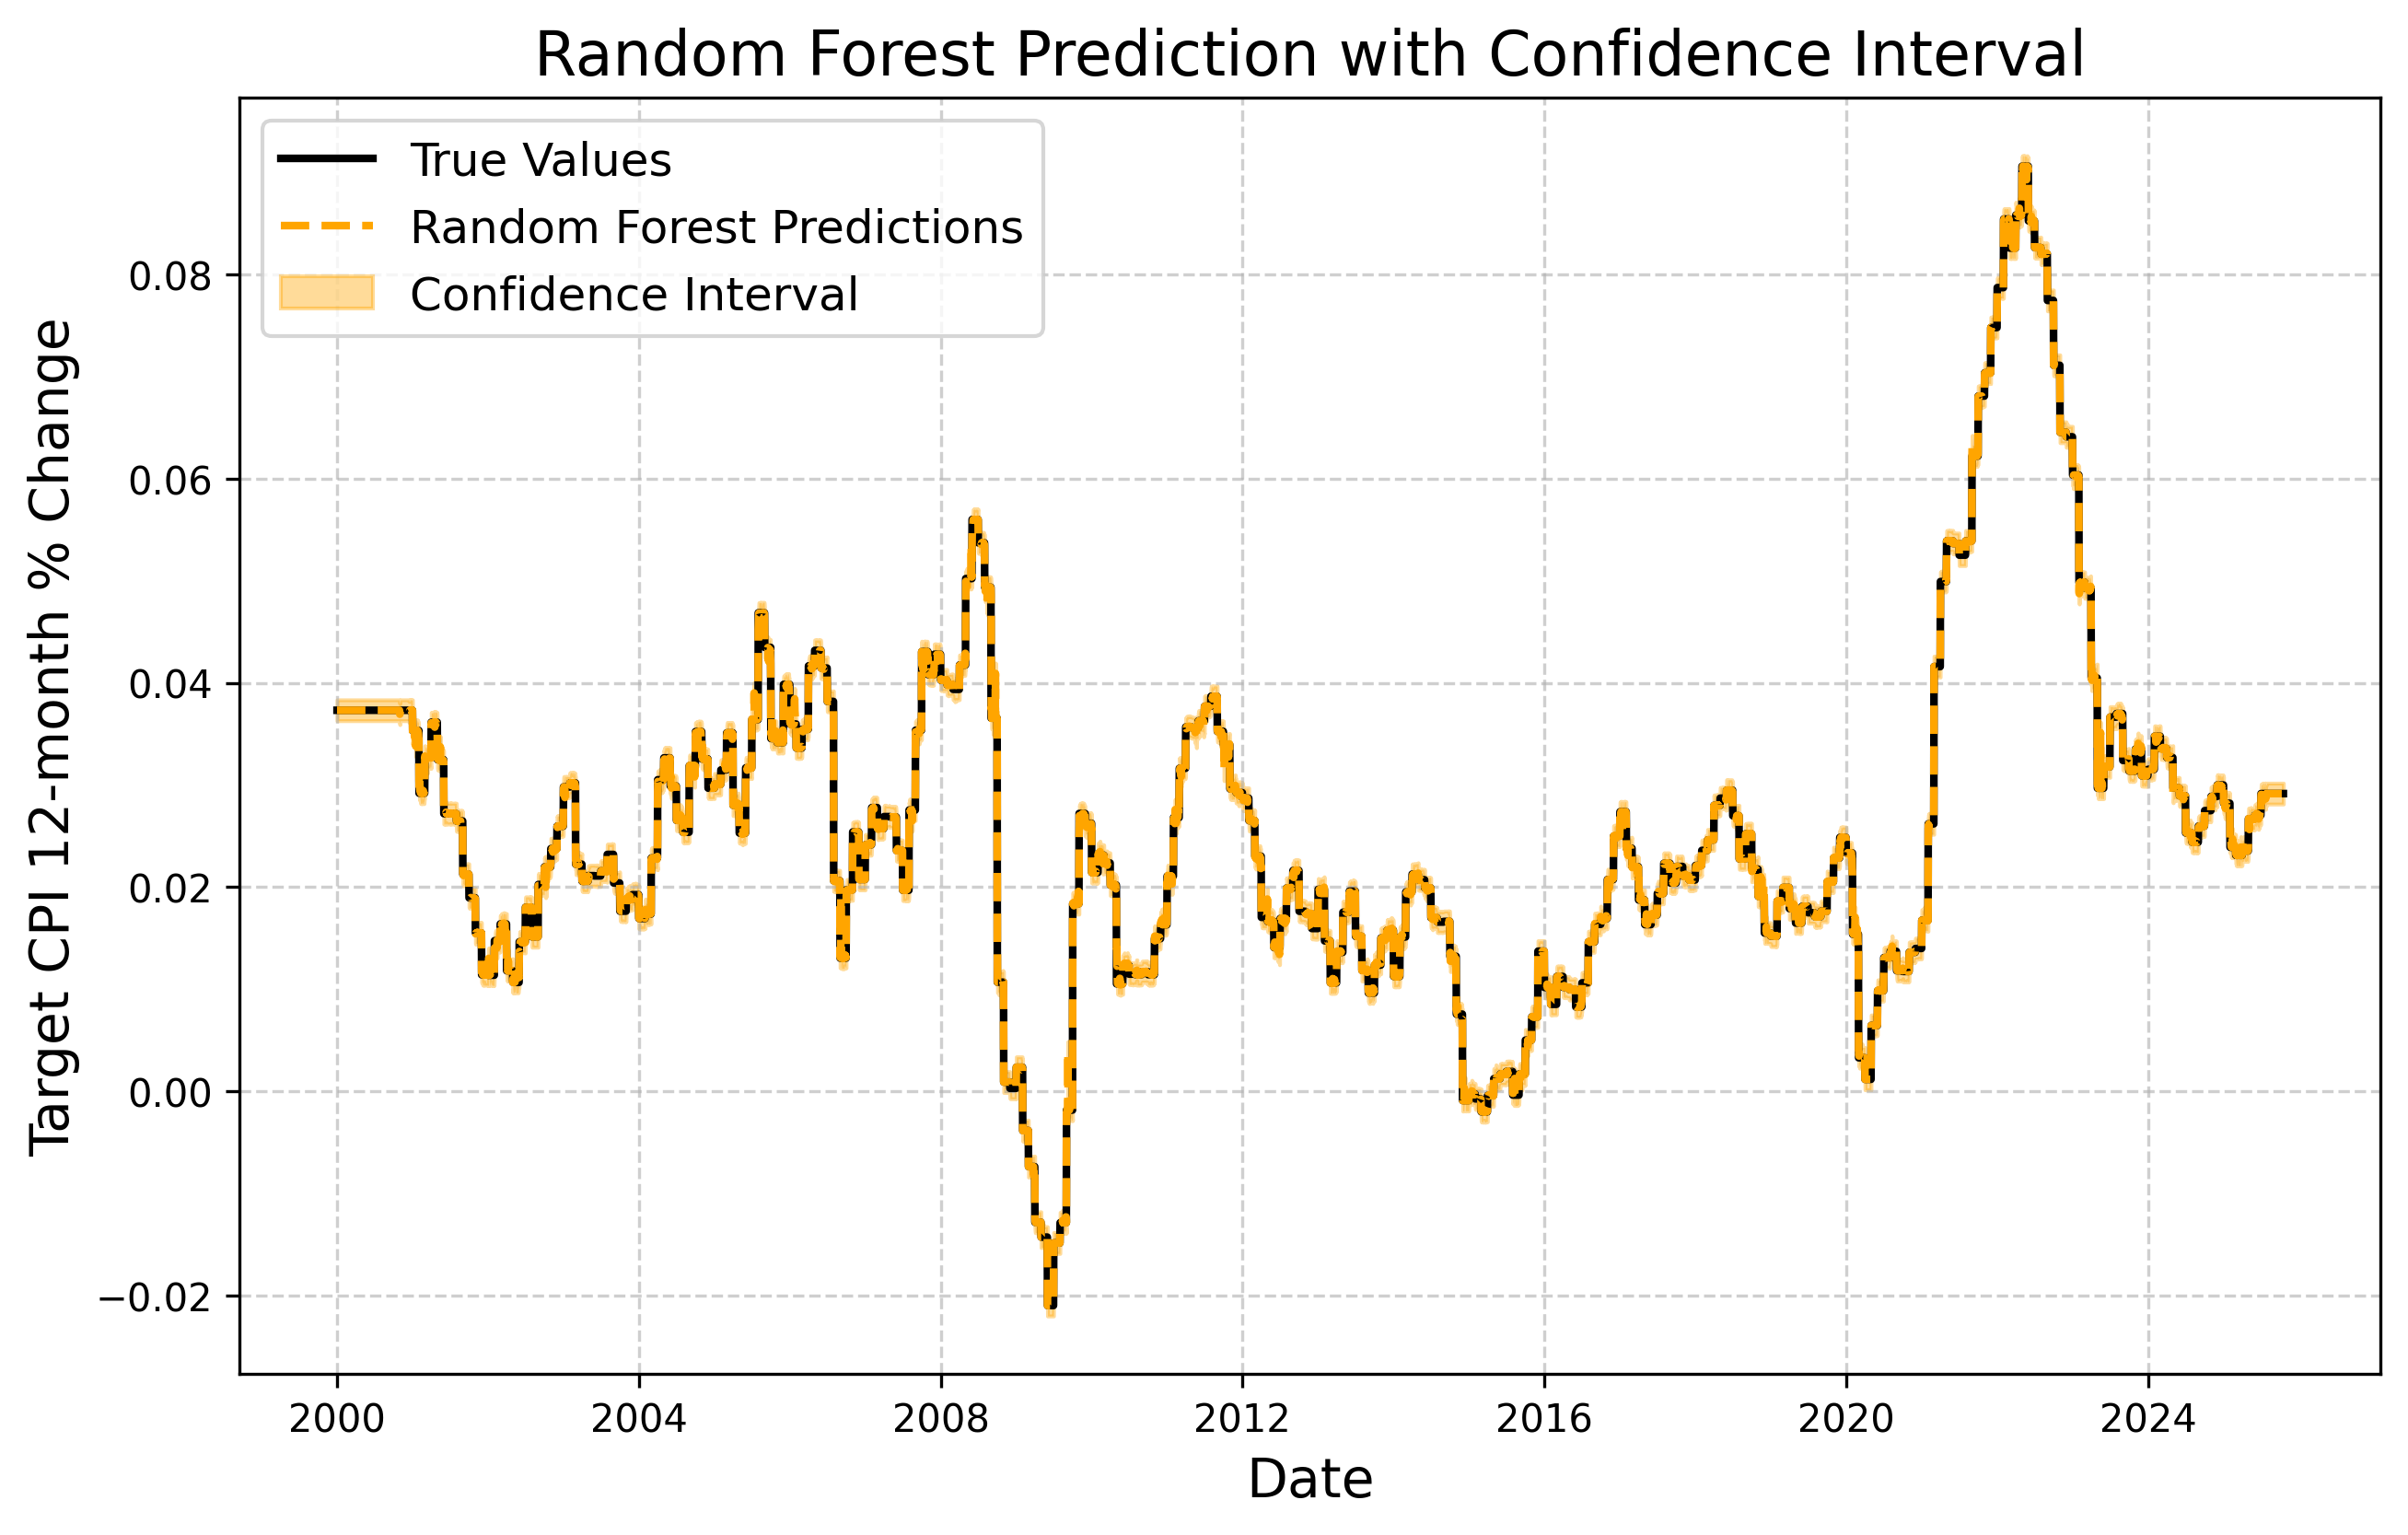 Random Forest Prediction with Confidence Interval
True Values
Random Forest Predictions
Confidence Interval
Target CPI 12-month % Change
0.08
0.06
0.04
0.02
0.00
−0.02
2000 2004 2008 2012 2016 2020 2024
Date